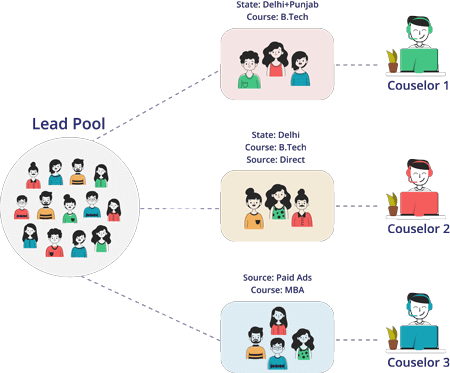 State: Delhi+Punjab
Course: B.Tech
Couselor 1
Lead Pool
State: Delhi
Course: B.Tech
Source: Direct
Couselor 2
Source: Paid Ads
Course: MBA
Couselor 3